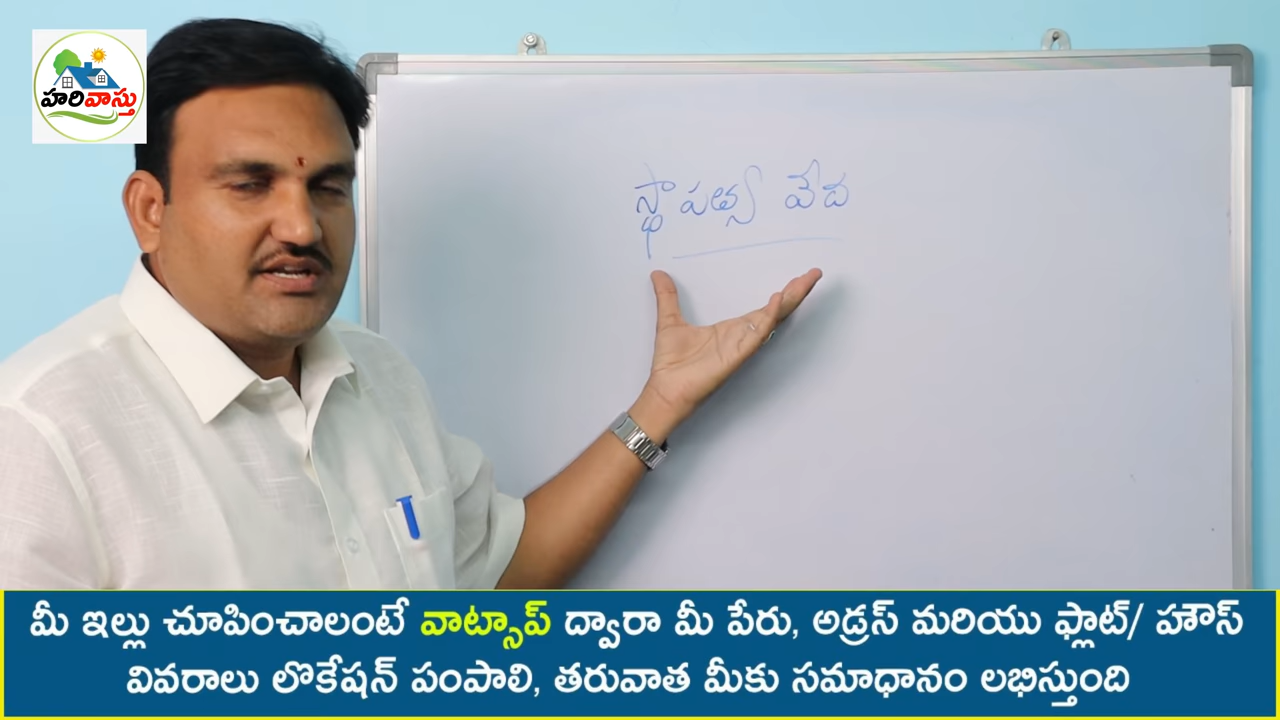 హరివాస్తు
స్థాపత్య వేద
మీ ఇల్లు చూపించాలంటే వాట్సాప్ ద్వారా మీ పేరు, అడ్రస్ మరియు ఫ్లాట్/ హౌస్
వివరాలు లొకేషన్ పంపాలి, తరువాత మీకు సమాధానం లభిస్తుంది